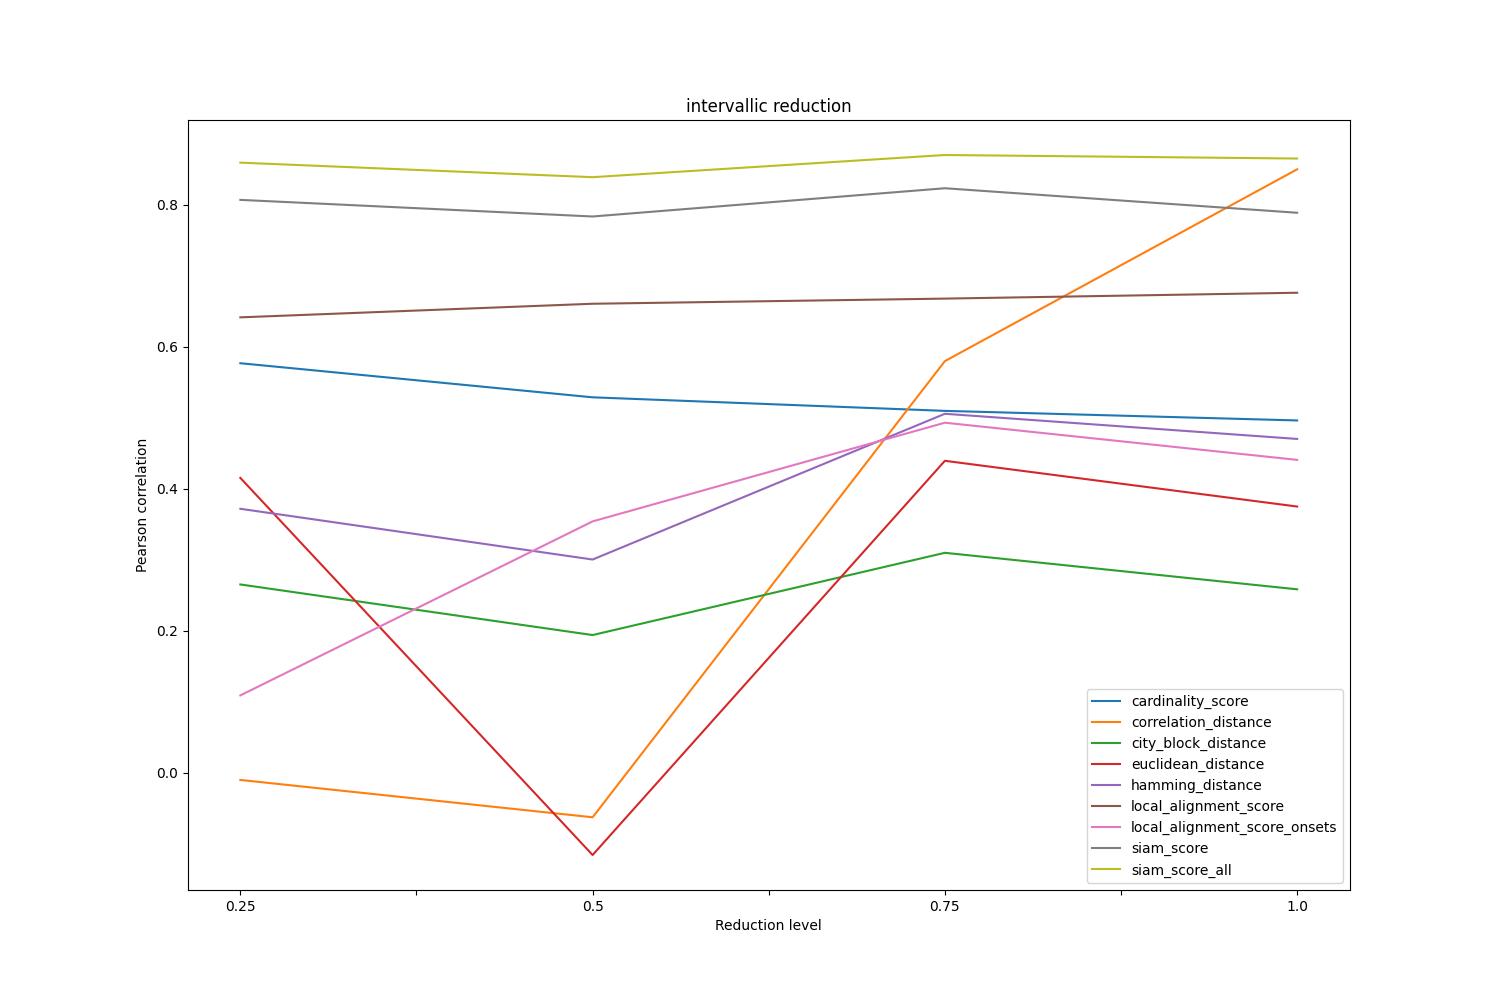 intervallic reduction
Pearson correlation
0.8
0.6
0.4
0.2
0.0
0.25
0.5
0.75
1.0
Reduction level
cardinality_score
correlation_distance
city_block_distance
euclidean_distance
hamming_distance
local_alignment_score
local_alignment_score_onsets
siam_score
siam_score_all